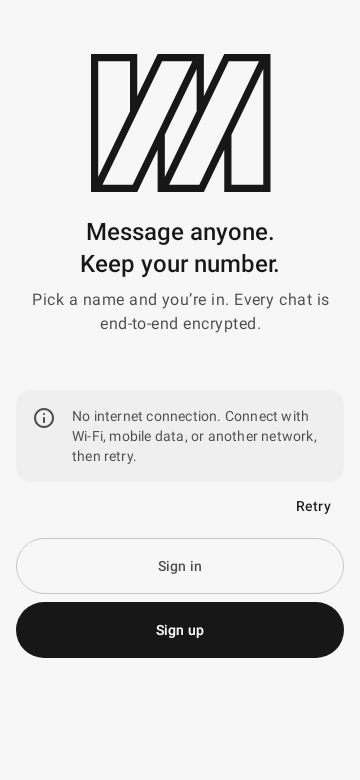 Message anyone.
Keep your number.
Pick a name and you’re in. Every chat is
end-to-end encrypted.
No internet connection. Connect with
Wi-Fi, mobile data, or another network,
then retry.
Retry
Sign in
Sign up